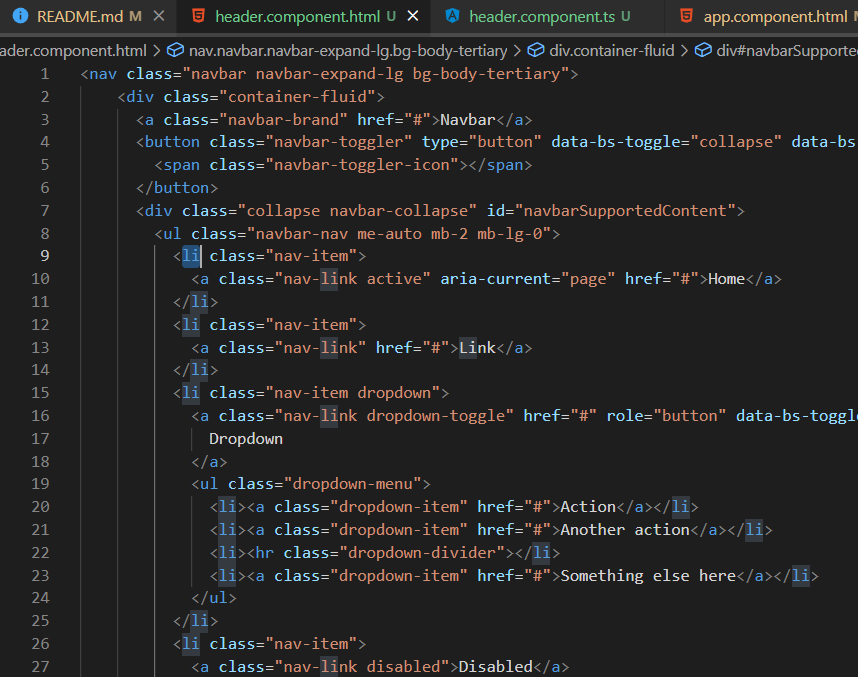 README.md M
header.component.html U
header.component.ts U
app.component.html
ader.component.html > nav.navbar.navbar-expand-lg.bg-body-tertiary > div.container-fluid > div#navbarSupporte
1 <nav class="navbar navbar-expand-lg bg-body-tertiary">
2 <div class="container-fluid">
3 <a class="navbar-brand" href="#">Navbar</a>
4 <button class="navbar-toggler" type="button" data-bs-toggle="collapse" data-bs
5 <span class="navbar-toggler-icon"></span>
6 </button>
7 <div class="collapse navbar-collapse" id="navbarSupportedContent">
8 <ul class="navbar-nav me-auto mb-2 mb-lg-0">
9 <li class="nav-item">
10 <a class="nav-link active" aria-current="page" href="#">Home</a>
11 </li>
12 <li class="nav-item">
13 <a class="nav-link" href="#">Link</a>
14 </li>
15 <li class="nav-item dropdown">
16 <a class="nav-link dropdown-toggle" href="#" role="button" data-bs-toggl
17 Dropdown
18 </a>
19 <ul class="dropdown-menu">
20 <li><a class="dropdown-item" href="#">Action</a></li>
21 <li><a class="dropdown-item" href="#">Another action</a></li>
22 <li><hr class="dropdown-divider"></li>
23 <li><a class="dropdown-item" href="#">Something else here</a></li>
24 </ul>
25 </li>
26 <li class="nav-item">
27 <a class="nav-link disabled">Disabled</a>